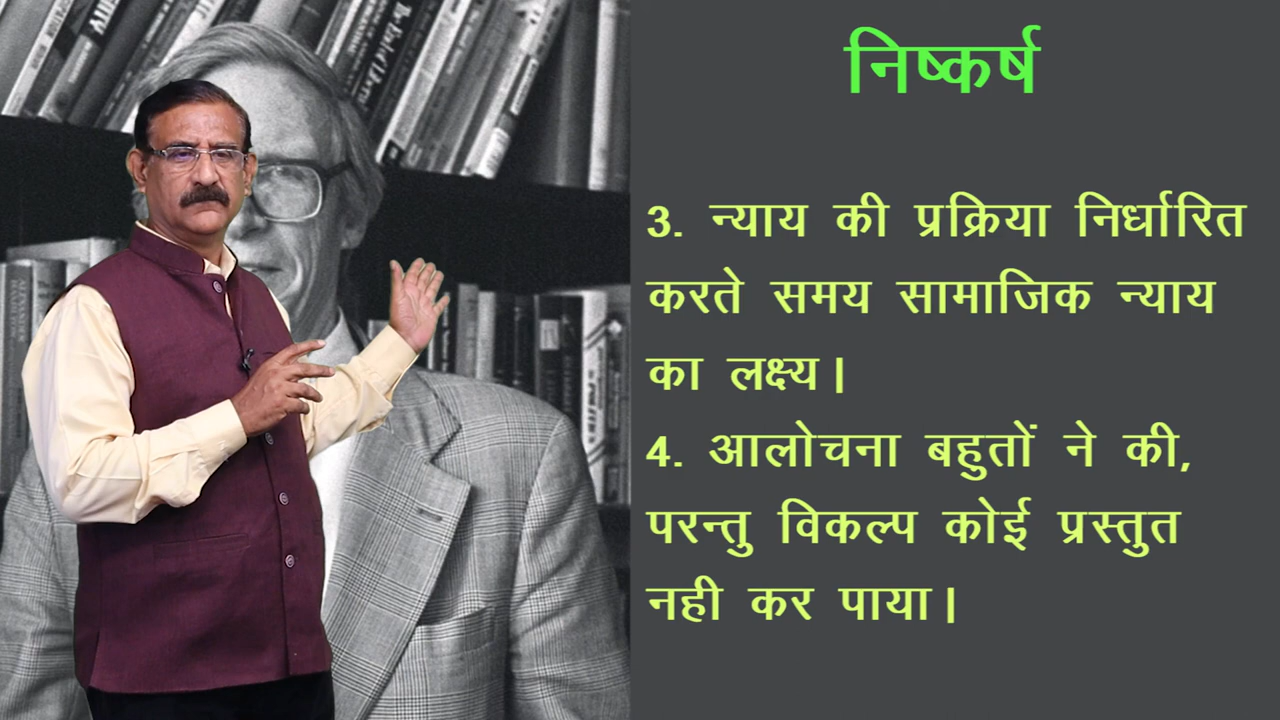 निष्कर्ष
3. न्याय की प्रक्रिया निर्धारित
करते समय सामाजिक न्याय
का लक्ष्य।
4. आलोचना बहुतों ने की,
परन्तु विकल्प कोई प्रस्तुत
नही कर पाया।